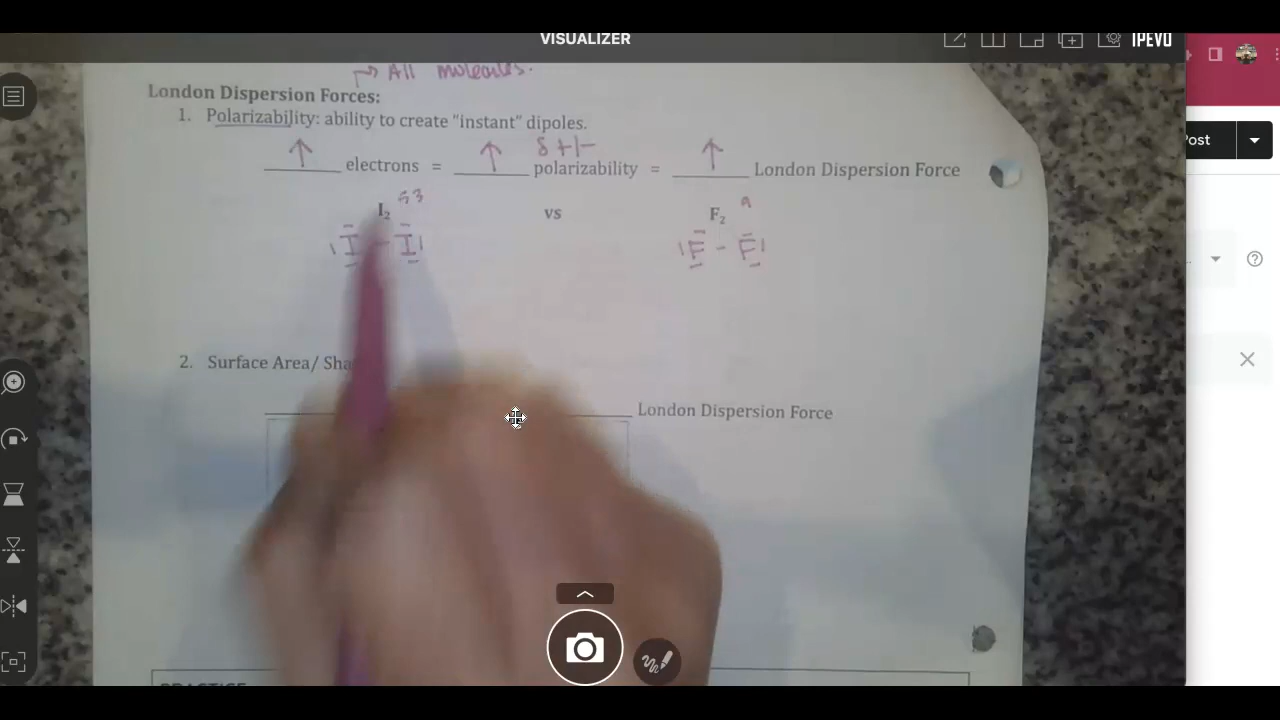 VISUALIZER
IPEVO
→ All molecules.
London Dispersion Forces:
1. Polarizability: ability to create "instant" dipoles.
↑ electrons = ↑ δ+/- polarizability = ↑ London Dispersion Force
Post
I₂ 53 vs F₂ 9
|I - I| |F - F|
2. Surface Area/ Sha
London Dispersion Force
PRACTICE